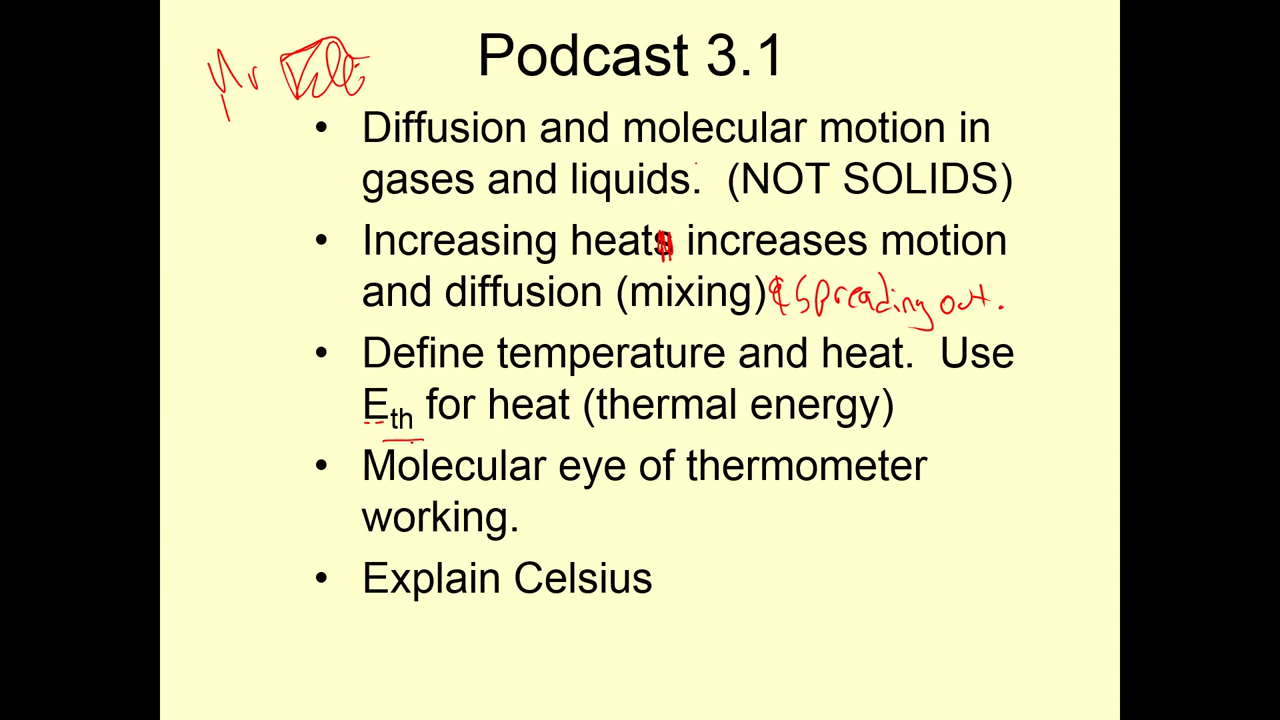 Podcast 3.1
Mr
• Diffusion and molecular motion in
gases and liquids. (NOT SOLIDS)
• Increasing heat increases motion
and diffusion (mixing) & spreading out.
• Define temperature and heat. Use
Eth for heat (thermal energy)
• Molecular eye of thermometer
working.
• Explain Celsius